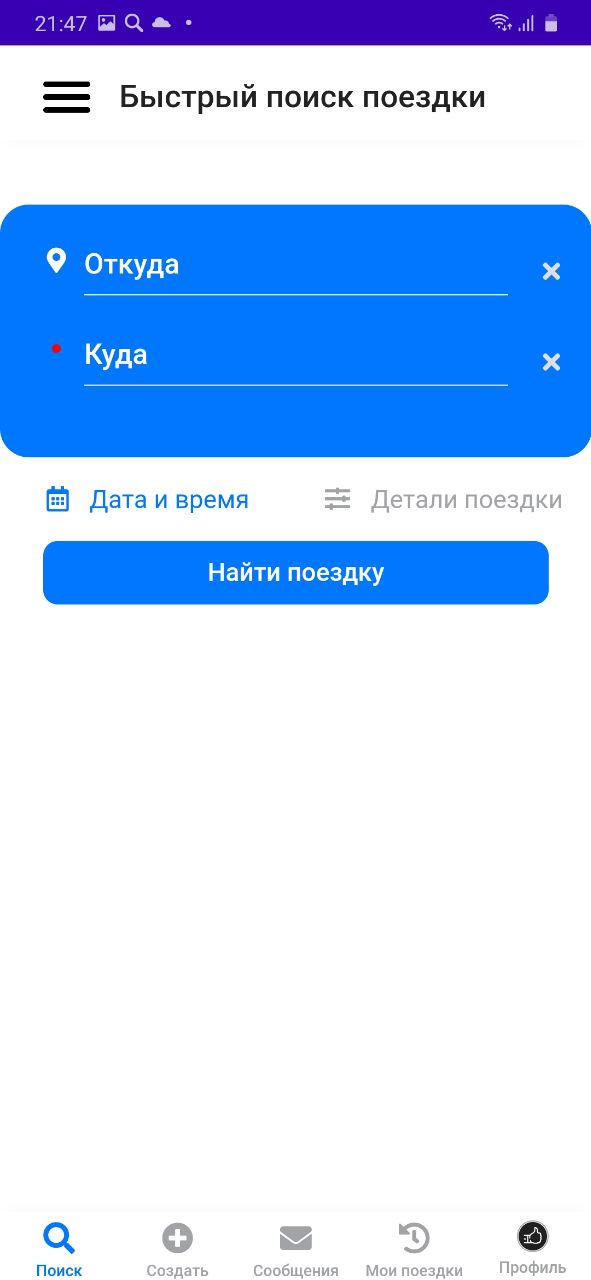 21:47
Быстрый поиск поездки
Откуда
Куда
Дата и время
Детали поездки
Найти поездку
Поиск
Создать
Сообщения
Мои поездки
Профиль